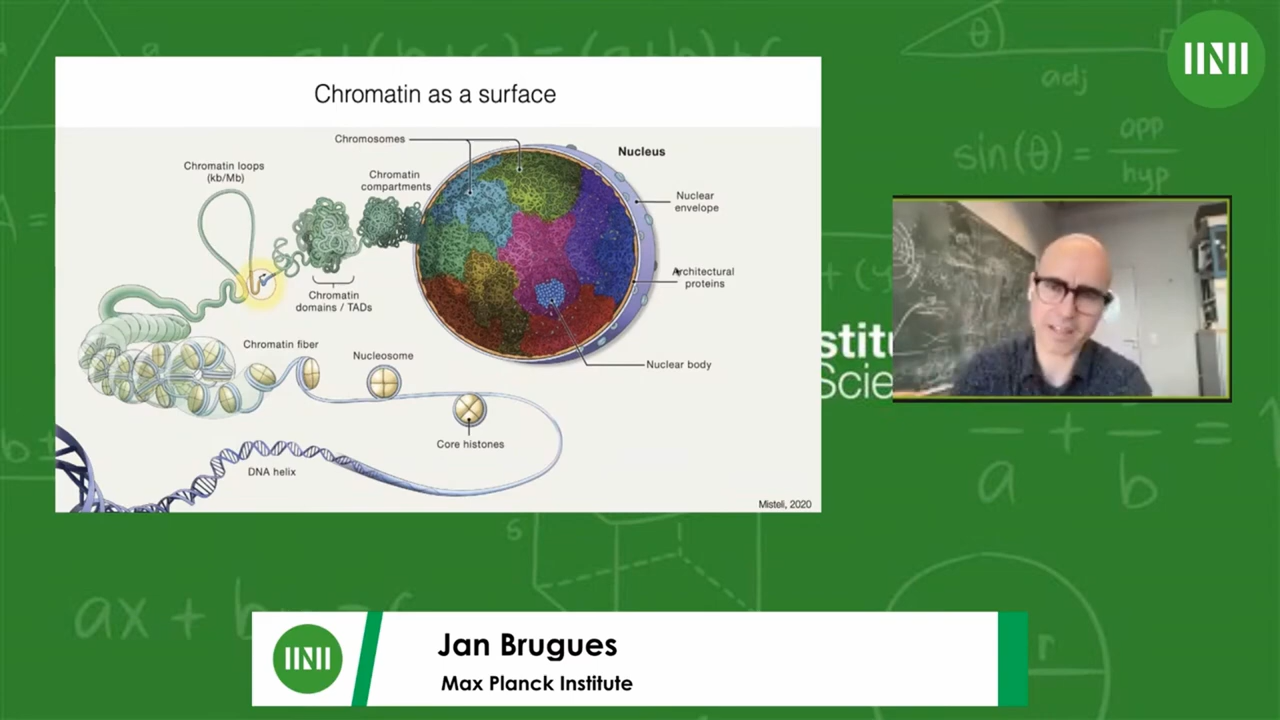 Chromatin as a surface
Chromosomes
Nucleus
Chromatin loops
(kb/Mb)
Chromatin
compartments
Nuclear
envelope
Architectural
proteins
Chromatin
domains / TADs
Chromatin fiber
Nucleosome
Nuclear body
Core histones
DNA helix
Misteli, 2020
θ
adj
sin(θ) = opp
hyp
stitu
Scie
a
b
s
r
ax + b
Jan Brugues
Max Planck Institute